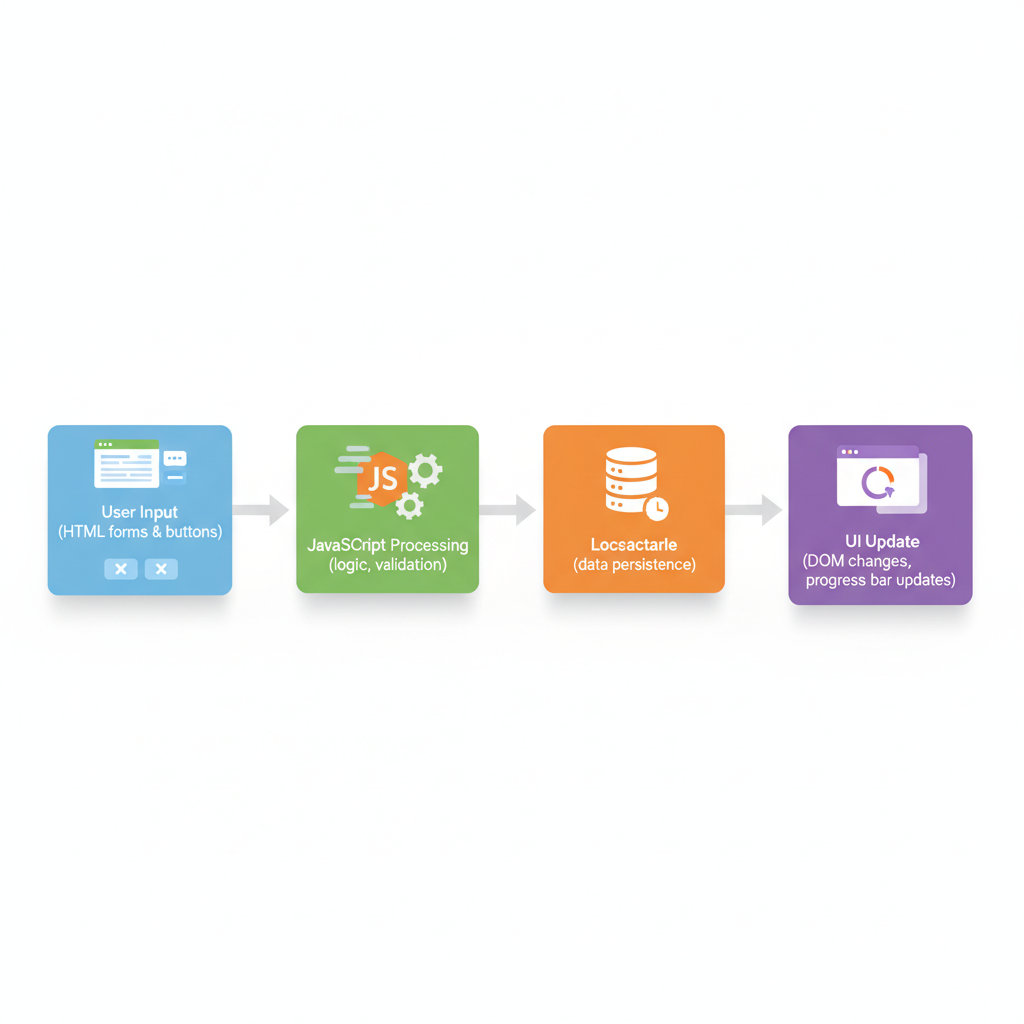 User Input
(HTML forms & buttons)
JS
JavaSCript Processing
(logic, validation)
Locsactarle
(data persistence)
UI Update
(DOM changes,
progress bar updates)